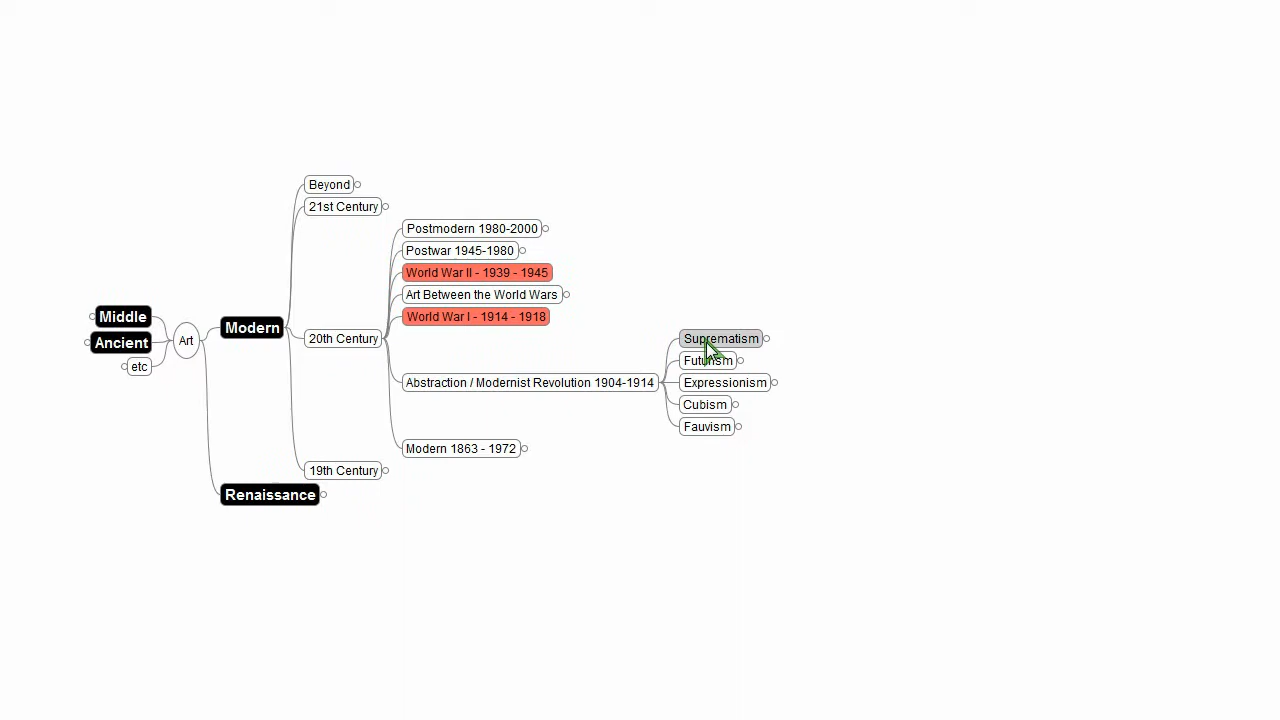 Middle
Ancient
etc
Art
Modern
Renaissance
Beyond
21st Century
20th Century
19th Century
Postmodern 1980-2000
Postwar 1945-1980
World War II - 1939 - 1945
Art Between the World Wars
World War I - 1914 - 1918
Abstraction / Modernist Revolution 1904-1914
Modern 1863 - 1972
Suprematism
Futurism
Expressionism
Cubism
Fauvism